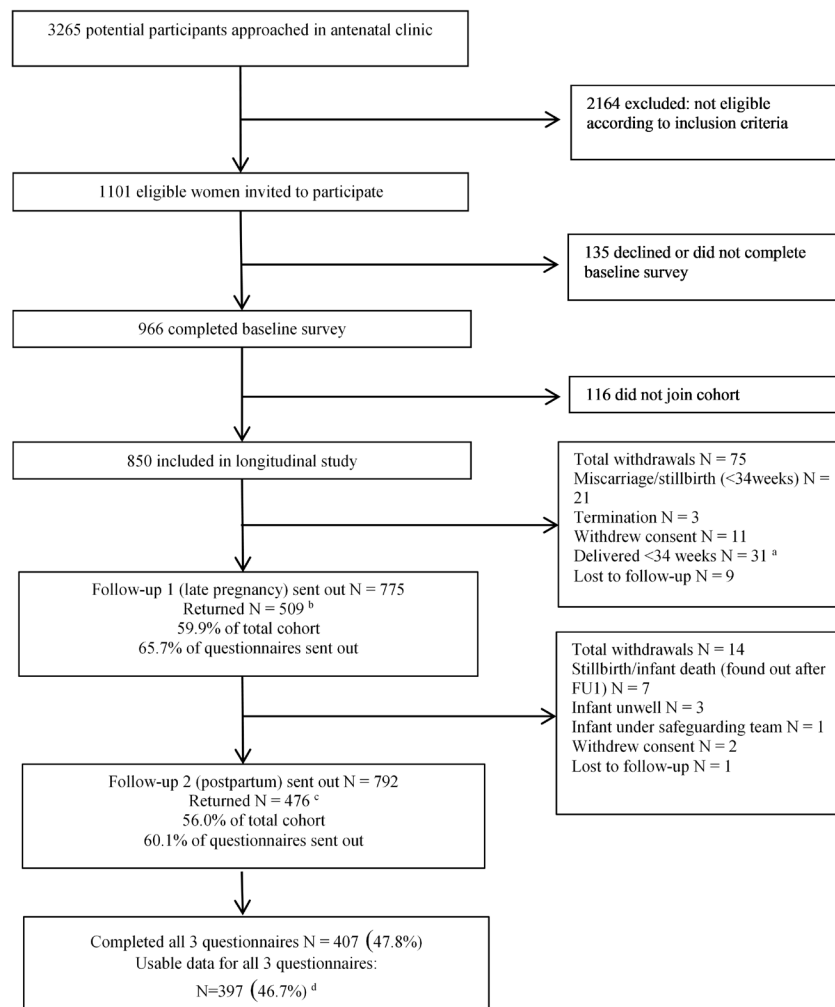 3265 potential participants approached in antenatal clinic
2164 excluded: not eligible
according to inclusion criteria
1101 eligible women invited to participate
135 declined or did not complete
baseline survey
966 completed baseline survey
116 did not join cohort
850 included in longitudinal study
Total withdrawals N = 75
Miscarriage/stillbirth (<34weeks) N =
21
Termination N = 3
Withdrew consent N = 11
Delivered <34 weeks N = 31 a
Lost to follow-up N = 9
Follow-up 1 (late pregnancy) sent out N = 775
Returned N = 509 b
59.9% of total cohort
65.7% of questionnaires sent out
Total withdrawals N = 14
Stillbirth/infant death (found out after
FU1) N = 7
Infant unwell N = 3
Infant under safeguarding team N = 1
Withdrew consent N = 2
Lost to follow-up N = 1
Follow-up 2 (postpartum) sent out N = 792
Returned N = 476 c
56.0% of total cohort
60.1% of questionnaires sent out
Completed all 3 questionnaires N = 407 (47.8%)
Usable data for all 3 questionnaires:
N=397 (46.7%) d